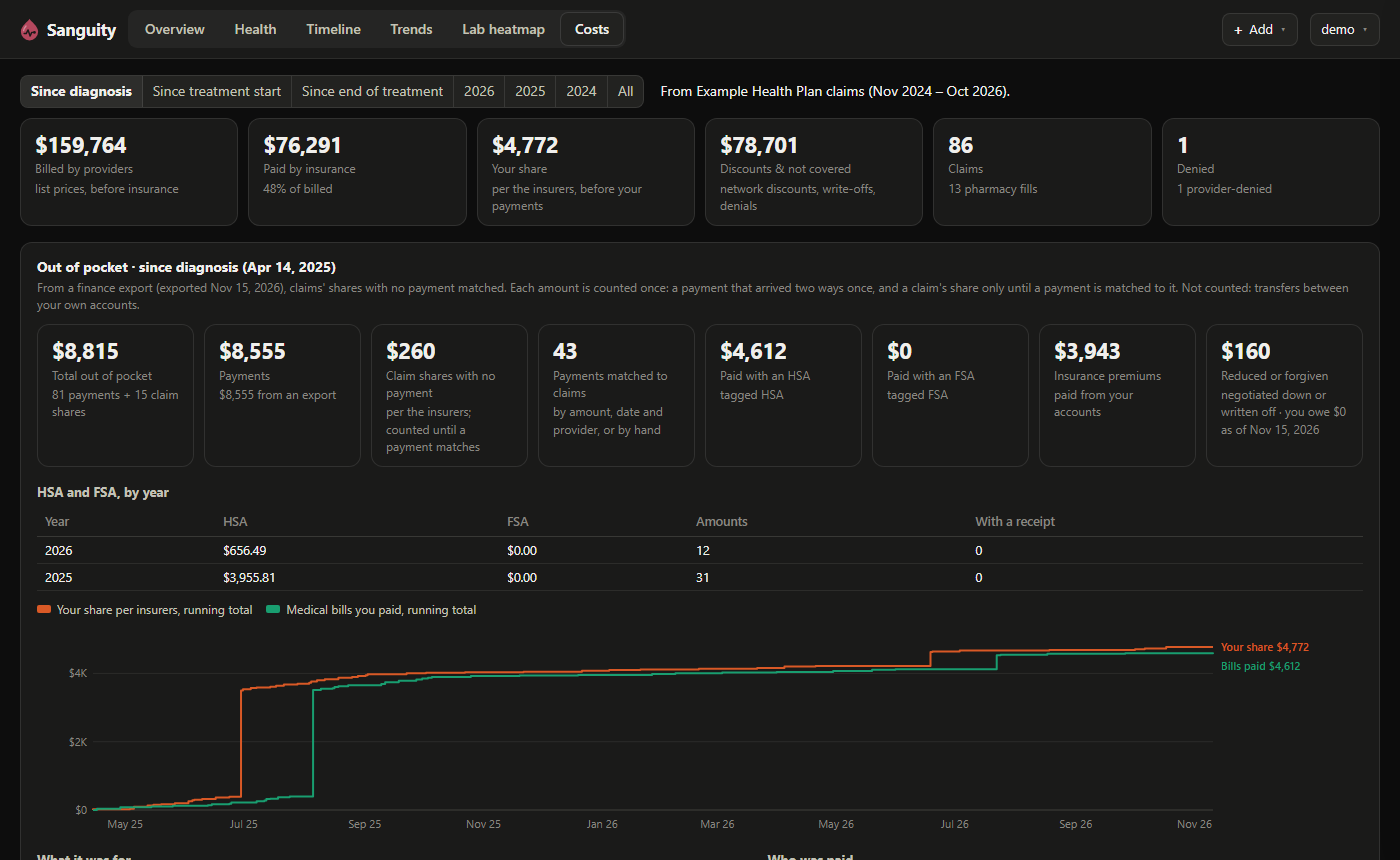 Sanguity
Overview Health Timeline Trends Lab heatmap Costs
+ Add
demo
Since diagnosis Since treatment start Since end of treatment 2026 2025 2024 All
From Example Health Plan claims (Nov 2024 – Oct 2026).
$159,764
Billed by providers
list prices, before insurance
$76,291
Paid by insurance
48% of billed
$4,772
Your share
per the insurers, before your
payments
$78,701
Discounts & not covered
network discounts, write-offs,
denials
86
Claims
13 pharmacy fills
1
Denied
1 provider-denied
Out of pocket · since diagnosis (Apr 14, 2025)
From a finance export (exported Nov 15, 2026), claims' shares with no payment matched. Each amount is counted once: a payment that arrived two ways once, and a claim's share only until a payment is matched to it. Not counted: transfers between
your own accounts.
$8,815
Total out of pocket
81 payments + 15 claim
shares
$8,555
Payments
$8,555 from an export
$260
Claim shares with no
payment
per the insurers;
counted until a
payment matches
43
Payments matched to
claims
by amount, date and
provider, or by hand
$4,612
Paid with an HSA
tagged HSA
$0
Paid with an FSA
tagged FSA
$3,943
Insurance premiums
paid from your
accounts
$160
Reduced or forgiven
negotiated down or
written off · you owe $0
as of Nov 15, 2026
HSA and FSA, by year
Year HSA FSA Amounts With a receipt
2026 $656.49 $0.00 12 0
2025 $3,955.81 $0.00 31 0
Your share per insurers, running total
Medical bills you paid, running total
$4K
$2K
$0
Your share $4,772
Bills paid $4,612
May 25 Jul 25 Sep 25 Nov 25 Jan 26 Mar 26 May 26 Jul 26 Sep 26 Nov 26
What it was for
Who was paid